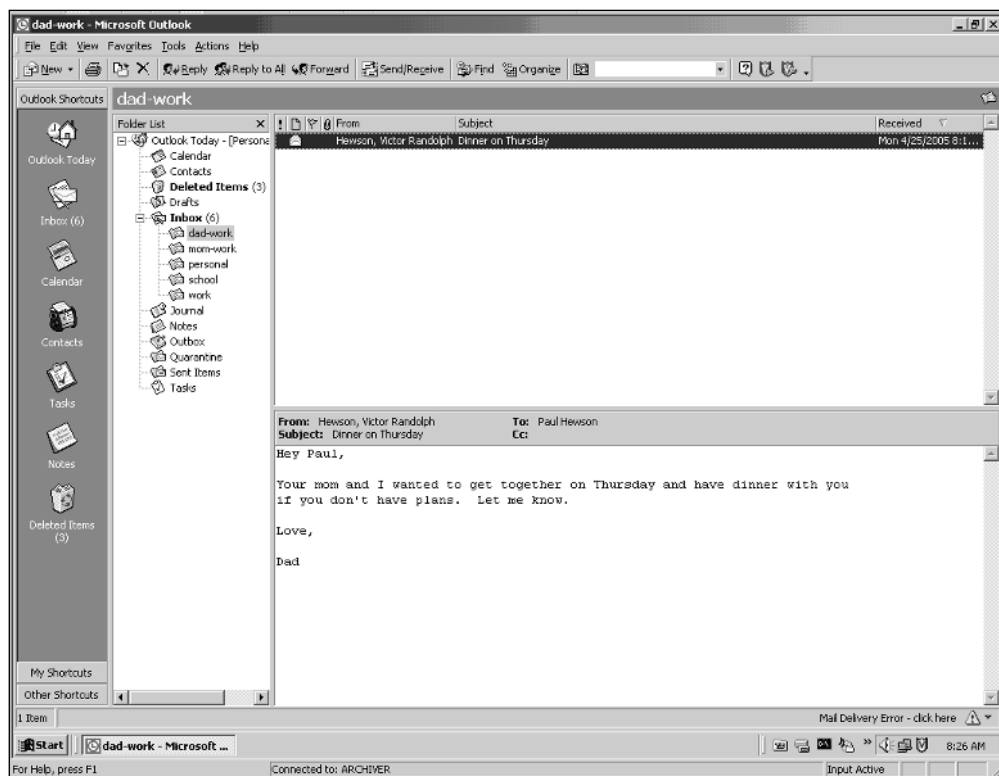 dad-work - Microsoft Outlook
File Edit View Favorites Tools Actions Help
New Reply Reply to All Forward Send/Receive Find Organize
Outlook Shortcuts
dad-work
Outlook Today
Inbox (6)
Calendar
Contacts
Tasks
Notes
Deleted Items
(3)
My Shortcuts
Other Shortcuts
Folder List
Outlook Today - [Persona
Calendar
Contacts
Deleted Items (3)
Drafts
Inbox (6)
dad-work
mom-work
personal
school
work
Journal
Notes
Outbox
Quarantine
Sent Items
Tasks
From Subject Received
Hewson, Victor Randolph Dinner on Thursday Mon 4/25/2005 8:1...
From: Hewson, Victor Randolph To: Paul Hewson
Subject: Dinner on Thursday Cc:
Hey Paul,
Your mom and I wanted to get together on Thursday and have dinner with you
if you don't have plans. Let me know.
Love,
Dad
1 Item Mail Delivery Error - click here
Start dad-work - Microsoft ... 8:26 AM
For Help, press F1 Connected to: ARCHIVER Input Active